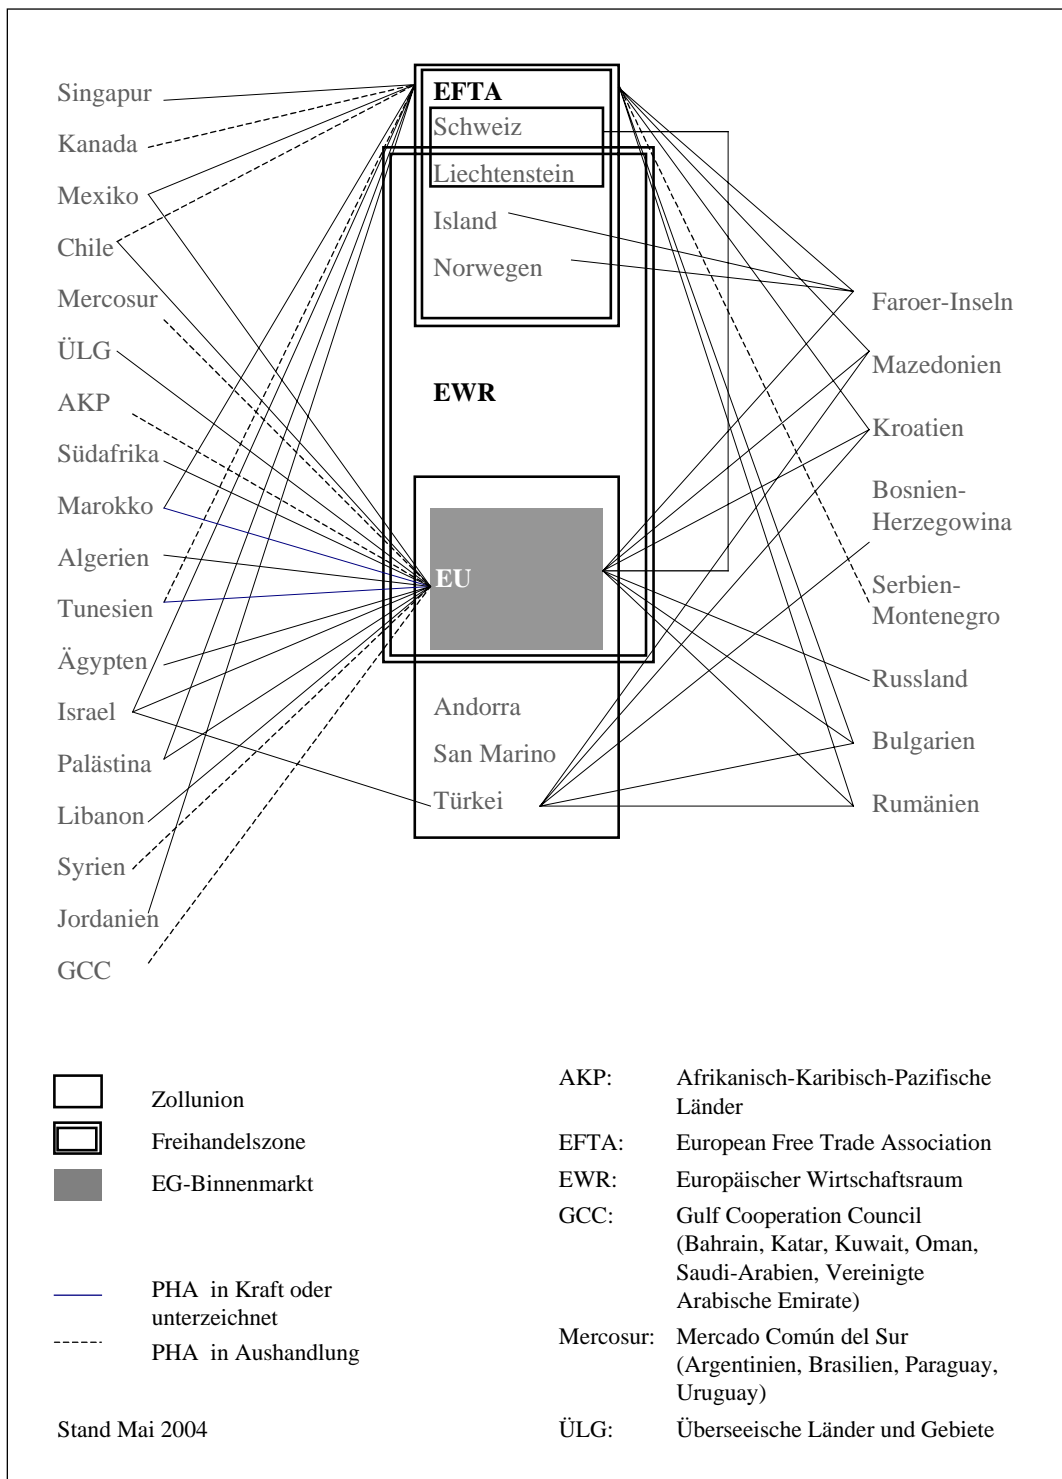 Singapur
Kanada
Mexiko
Chile
Mercosur
ÜLG
AKP
Südafrika
Marokko
Algerien
Tunesien
Ägypten
Israel
Palästina
Libanon
Syrien
Jordanien
GCC
EFTA
Schweiz
Liechtenstein
Island
Norwegen
EWR
EU
Andorra
San Marino
Türkei
Faroer-Inseln
Mazedonien
Kroatien
Bosnien-
Herzegowina
Serbien-
Montenegro
Russland
Bulgarien
Rumänien
Zollunion
Freihandelszone
EG-Binnenmarkt
PHA in Kraft oder
unterzeichnet
PHA in Aushandlung
Stand Mai 2004
AKP: Afrikanisch-Karibisch-Pazifische
Länder
EFTA: European Free Trade Association
EWR: Europäischer Wirtschaftsraum
GCC: Gulf Cooperation Council
(Bahrain, Katar, Kuwait, Oman,
Saudi-Arabien, Vereinigte
Arabische Emirate)
Mercosur: Mercado Común del Sur
(Argentinien, Brasilien, Paraguay,
Uruguay)
ÜLG: Überseeische Länder und Gebiete